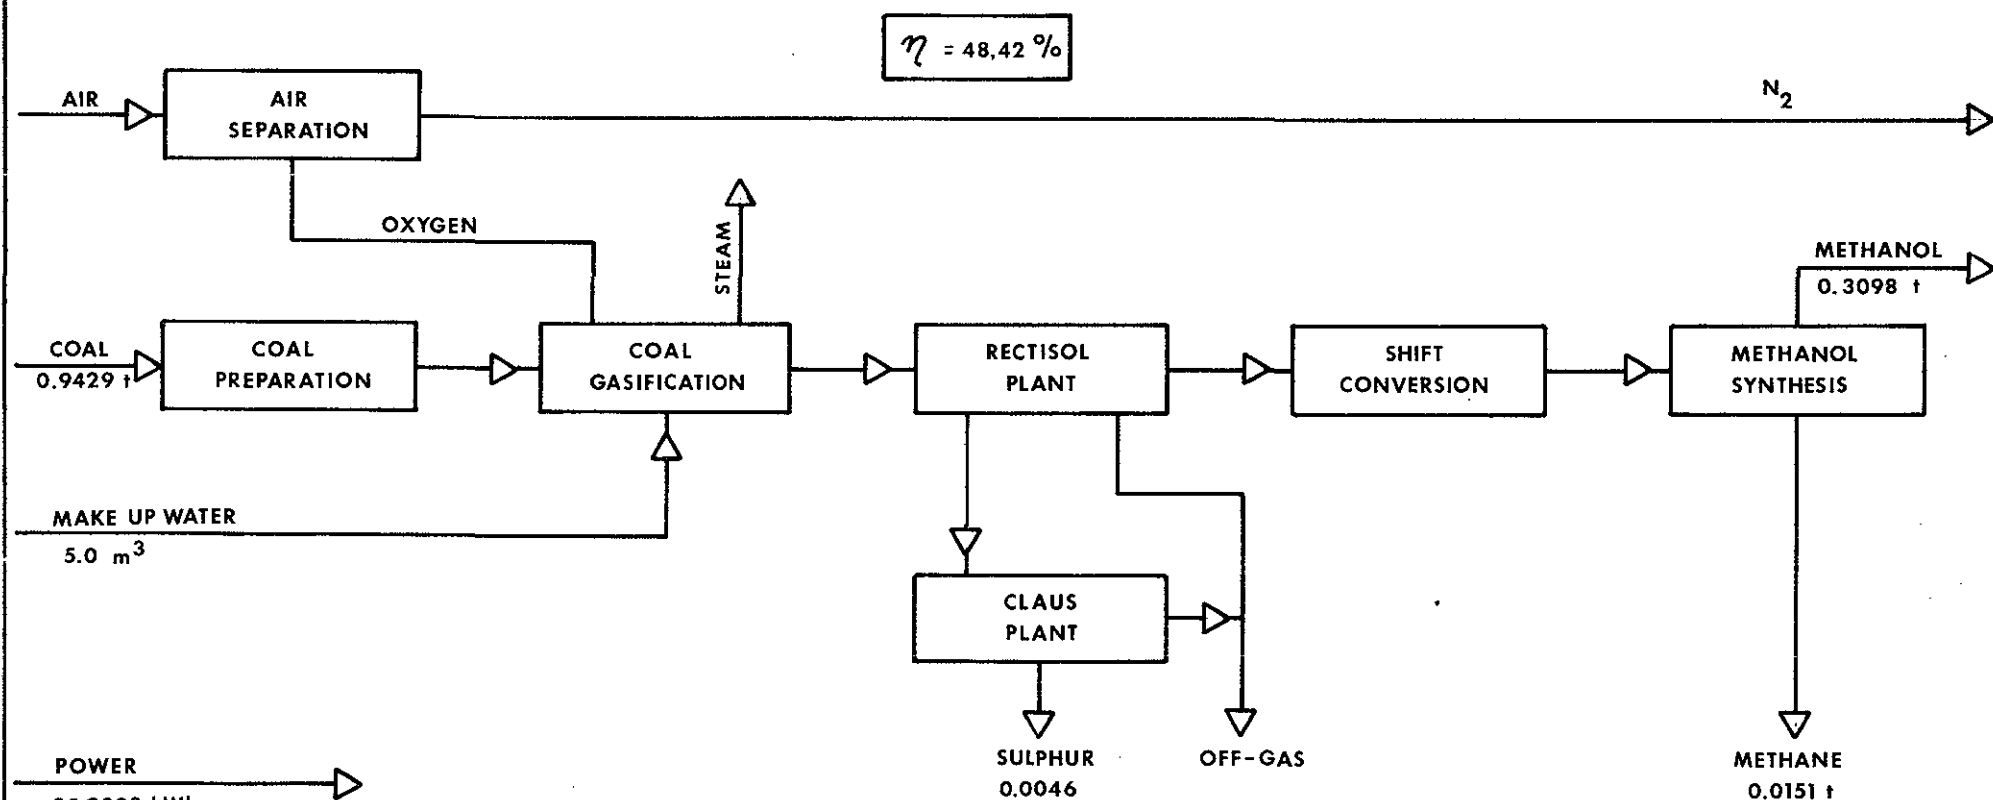 η = 48,42 %
AIR
AIR
SEPARATION
N2
OXYGEN
STEAM
METHANOL
0.3098 t
COAL
0.9429 t
COAL
PREPARATION
COAL
GASIFICATION
RECTISOL
PLANT
SHIFT
CONVERSION
METHANOL
SYNTHESIS
MAKE UP WATER
5.0 m3
CLAUS
PLANT
SULPHUR
0.0046
OFF-GAS
METHANE
0.0151 t
POWER